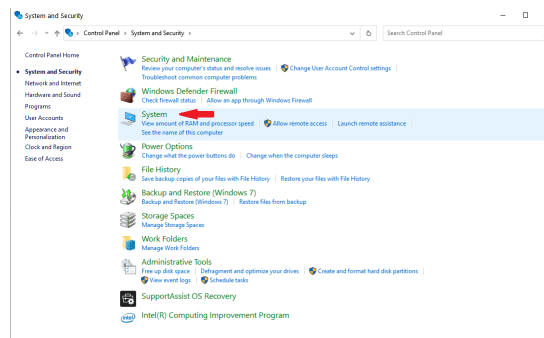 System and Security
Control Panel > System and Security >
Search Control Panel
Control Panel Home
System and Security
Network and Internet
Hardware and Sound
Programs
User Accounts
Appearance and
Personalization
Clock and Region
Ease of Access
Security and Maintenance
Review your computer's status and resolve issues
Change User Account Control settings
Troubleshoot common computer problems
Windows Defender Firewall
Check firewall status
Allow an app through Windows Firewall
System
View amount of RAM and processor speed
Allow remote access
Launch remote assistance
See the name of this computer
Power Options
Change what the power buttons do
Change when the computer sleeps
File History
Save backup copies of your files with File History
Restore your files with File History
Backup and Restore (Windows 7)
Backup and Restore (Windows 7)
Restore files from backup
Storage Spaces
Manage Storage Spaces
Work Folders
Manage Work Folders
Administrative Tools
Free up disk space
Defragment and optimize your drives
Create and format hard disk partitions
View event logs
Schedule tasks
SupportAssist OS Recovery
intel
Intel(R) Computing Improvement Program